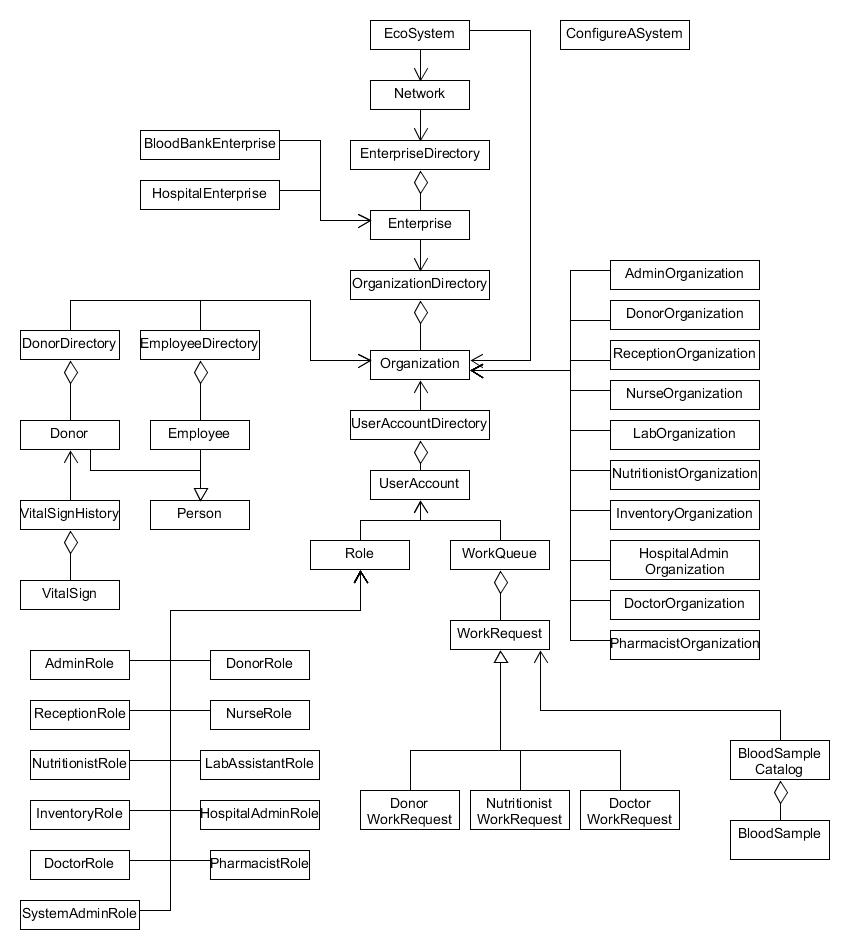 EcoSystem
ConfigureASystem
Network
BloodBankEnterprise
EnterpriseDirectory
HospitalEnterprise
Enterprise
OrganizationDirectory
AdminOrganization
DonorOrganization
DonorDirectory
EmployeeDirectory
Organization
ReceptionOrganization
NurseOrganization
UserAccountDirectory
Donor
Employee
LabOrganization
UserAccount
NutritionistOrganization
VitalSignHistory
Person
InventoryOrganization
Role
WorkQueue
HospitalAdmin
Organization
VitalSign
DoctorOrganization
WorkRequest
PharmacistOrganization
AdminRole
DonorRole
ReceptionRole
NurseRole
NutritionistRole
LabAssistantRole
BloodSample
Catalog
InventoryRole
HospitalAdminRole
Donor
WorkRequest
Nutritionist
WorkRequest
Doctor
WorkRequest
BloodSample
DoctorRole
PharmacistRole
SystemAdminRole